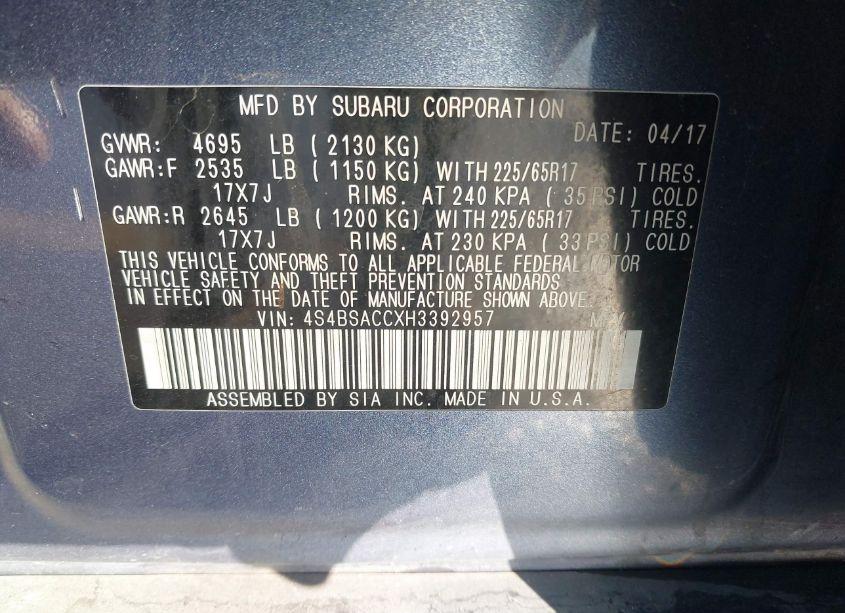 MFD BY SUBARU CORPORATION
DATE: 04/17
GVWR: 4695 LB ( 2130 KG)
GAWR:F 2535 LB ( 1150 KG) WITH 225/65R17 TIRES.
17X7J RIMS. AT 240 KPA ( 35 PSI) COLD
GAWR:R 2645 LB ( 1200 KG) WITH 225/65R17 TIRES.
17X7J RIMS. AT 230 KPA ( 33 PSI) COLD
THIS VEHICLE CONFORMS TO ALL APPLICABLE FEDERAL MOTOR
VEHICLE SAFETY AND THEFT PREVENTION STANDARDS
IN EFFECT ON THE DATE OF MANUFACTURE SHOWN ABOVE.
VIN: 4S4BSACCXH3392957
ASSEMBLED BY SIA INC. MADE IN U.S.A.